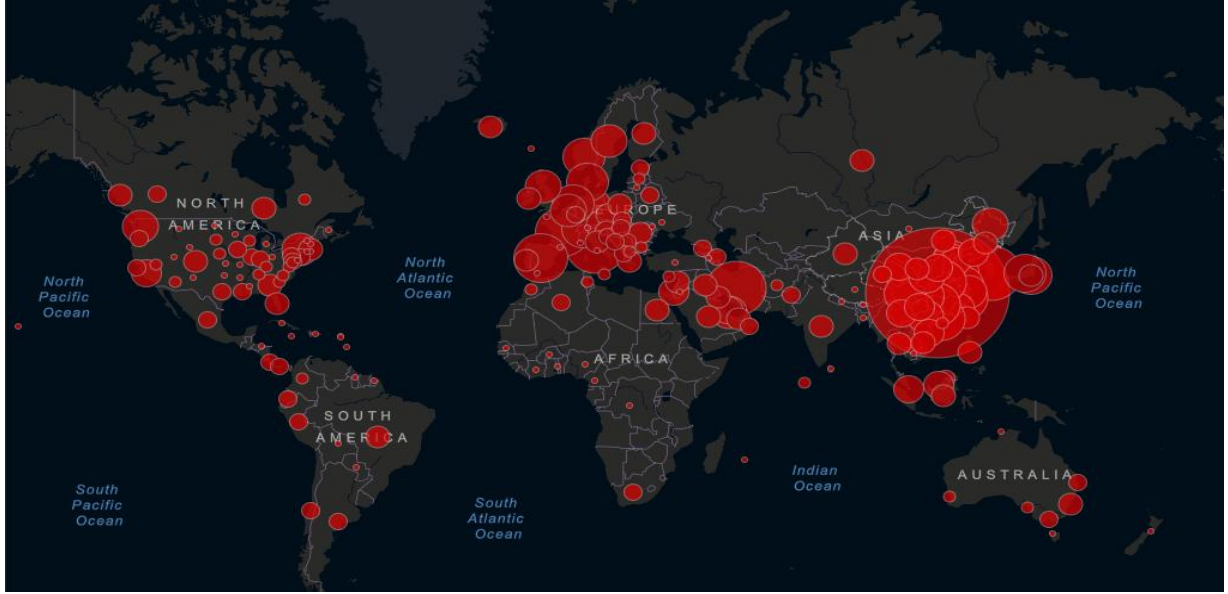 NORTH
AMERICA
EUROPE
ASIA
North
Pacific
Ocean
North
Atlantic
Ocean
North
Pacific
Ocean
AFRICA
SOUTH
AMERICA
Indian
Ocean
AUSTRALIA
South
Pacific
Ocean
South
Atlantic
Ocean